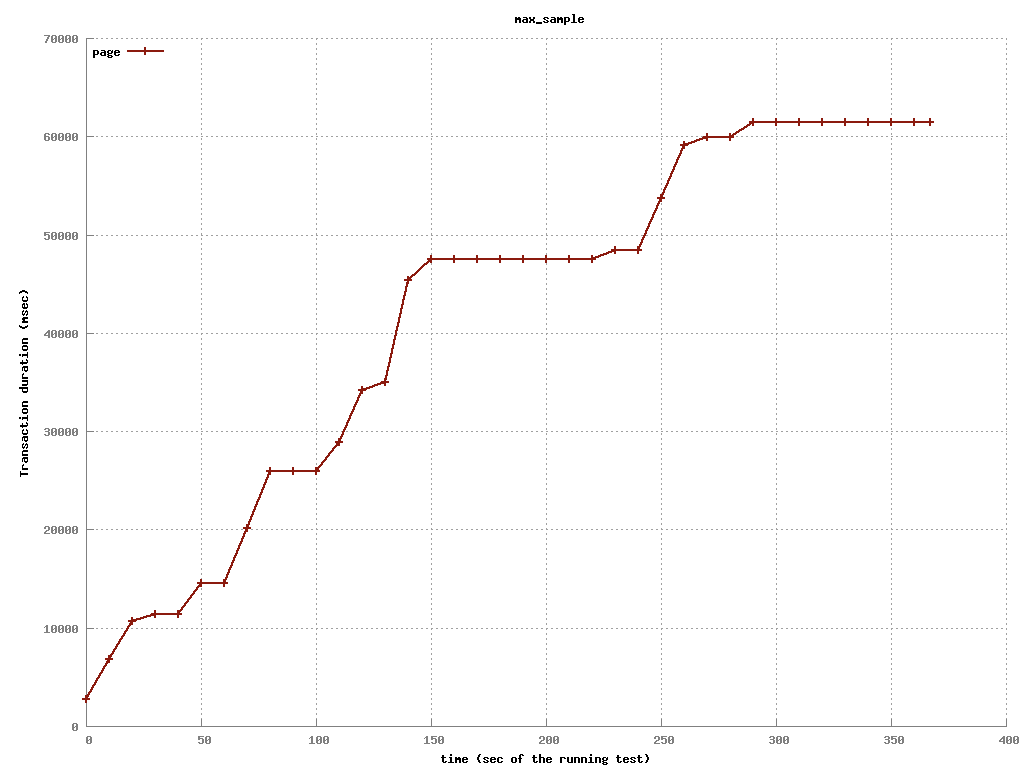 max_sample
page
70000
60000
50000
40000
30000
20000
10000
0
Transaction duration (msec)
0 50 100 150 200 250 300 350 400
time (sec of the running test)